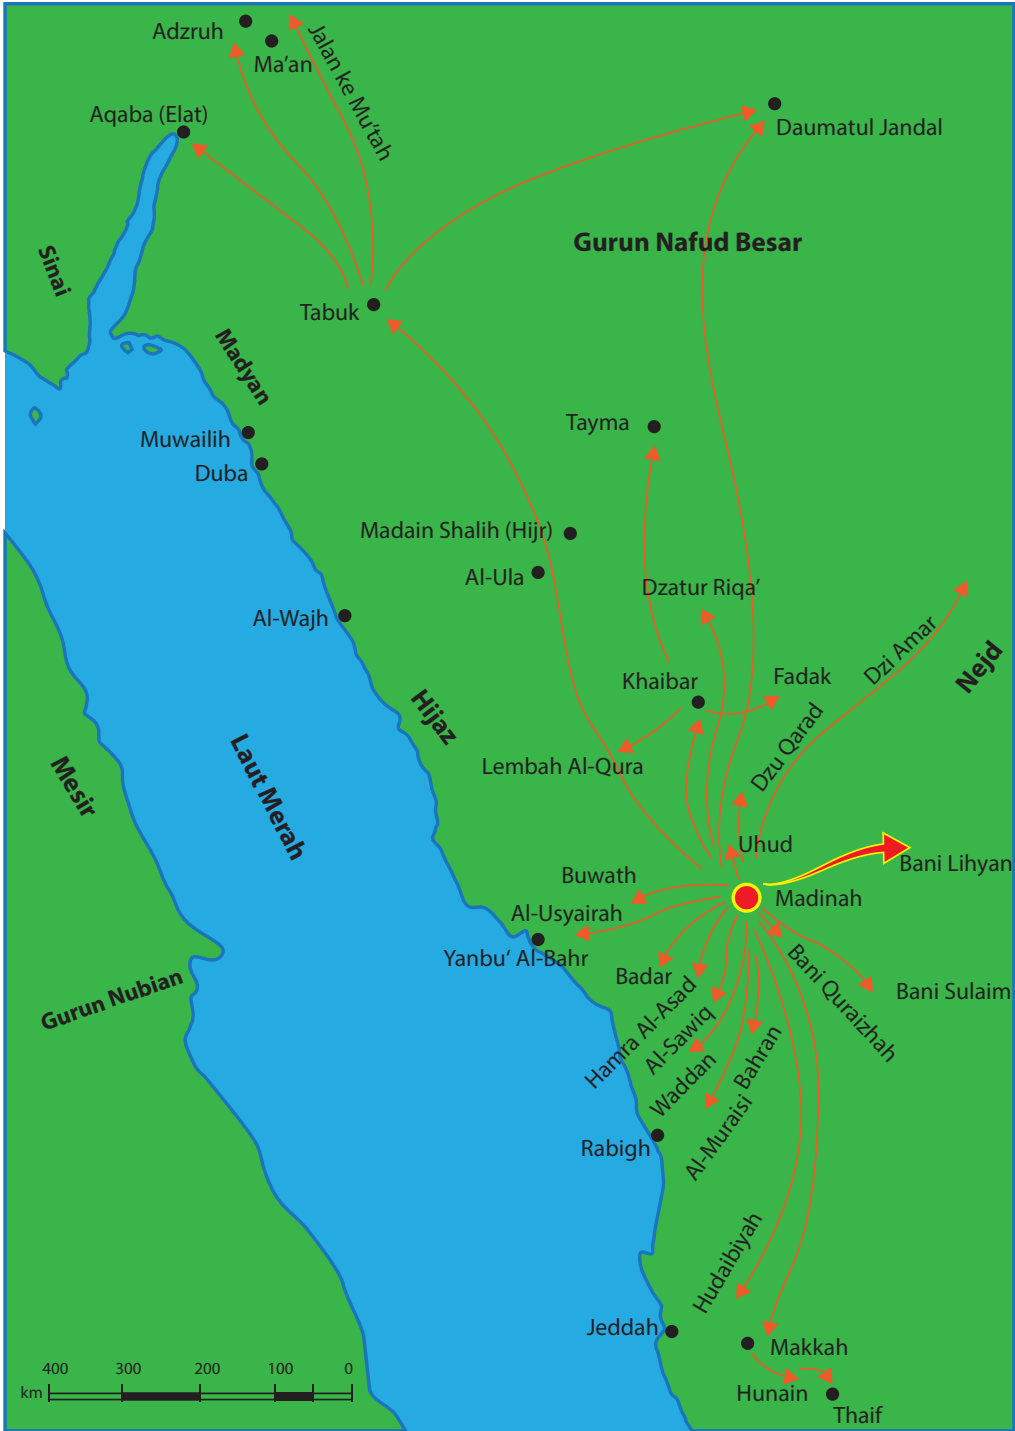 Adzruh
Ma'an
Jalan ke Mu'tah
Aqaba (Elat)
Daumatul Jandal
Gurun Nafud Besar
Sinai
Tabuk
Madyan
Tayma
Muwailih
Duba
Madain Shalih (Hijr)
Al-Ula
Dzatur Riqa'
Al-Wajh
Dzi Amar
Nejd
Khaibar
Fadak
Hijaz
Dzu Qarad
Lembah Al-Qura
Laut Merah
Mesir
Uhud
Bani Lihyan
Buwath
Madinah
Al-Usyairah
Yanbu‘ Al-Bahr
Badar
Bani Quraizhah
Bani Sulaim
Gurun Nubian
Hamra Al-Asad
Al-Sawiq
Waddan
Bahran
Al-Muraisi
Rabigh
Hudaibiyah
Jeddah
Makkah
Hunain
Thaif
400 300 200 100 0
km